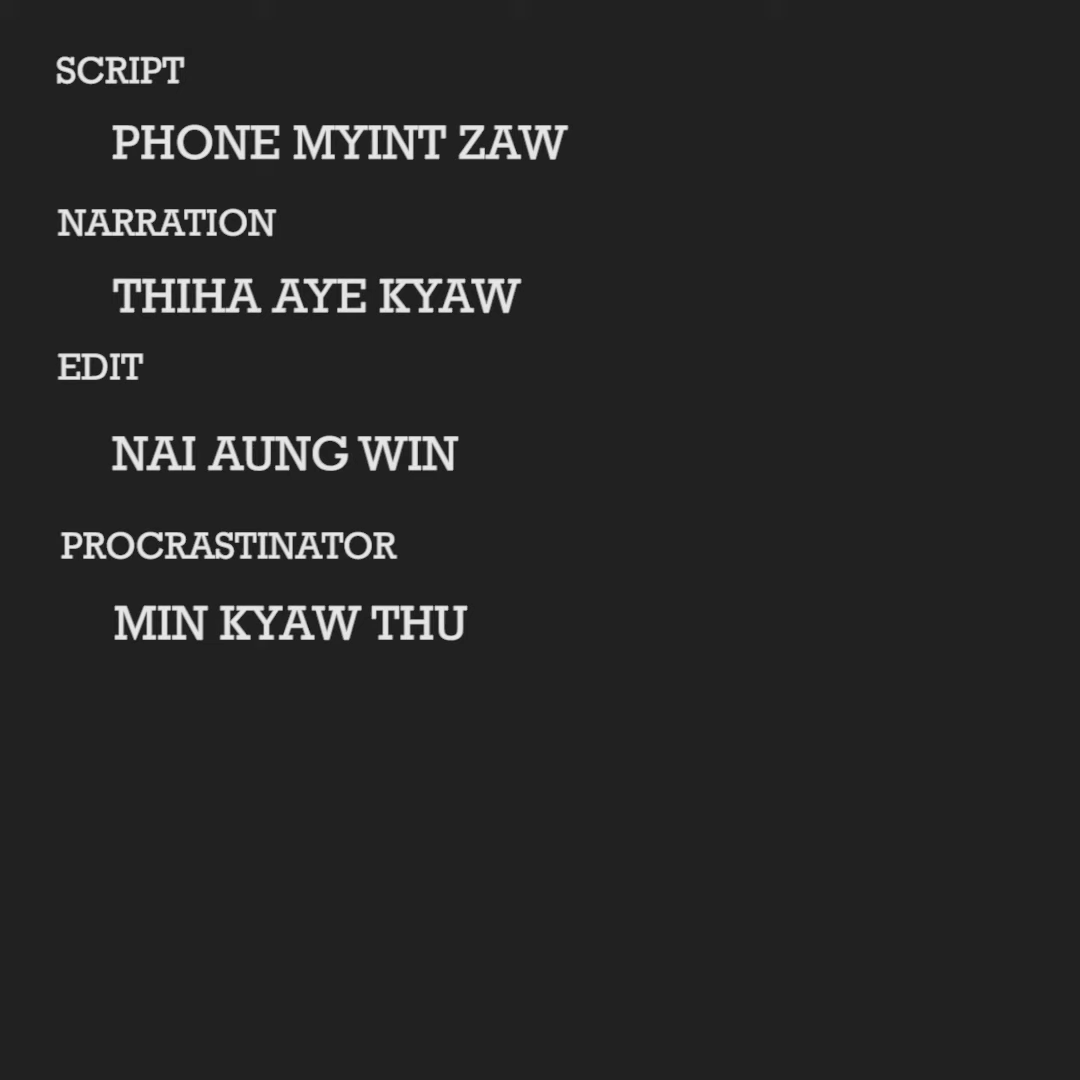 SCRIPT
PHONE MYINT ZAW
NARRATION
THIHA AYE KYAW
EDIT
NAI AUNG WIN
PROCRASTINATOR
MIN KYAW THU